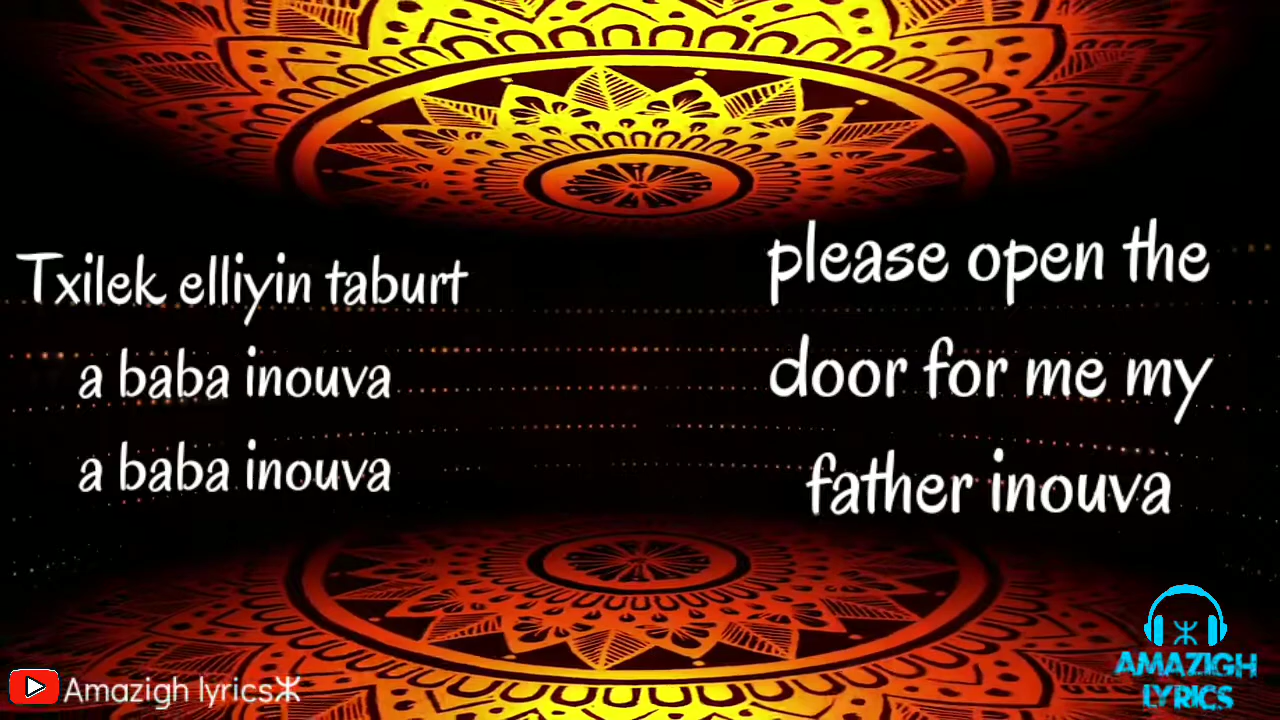 Txilek elliyin taburt
a baba inouva
a baba inouva
please open the
door for me my
father inouva
Amazigh lyricsⵣ
ⵣ
AMAZIGH
LYRICS